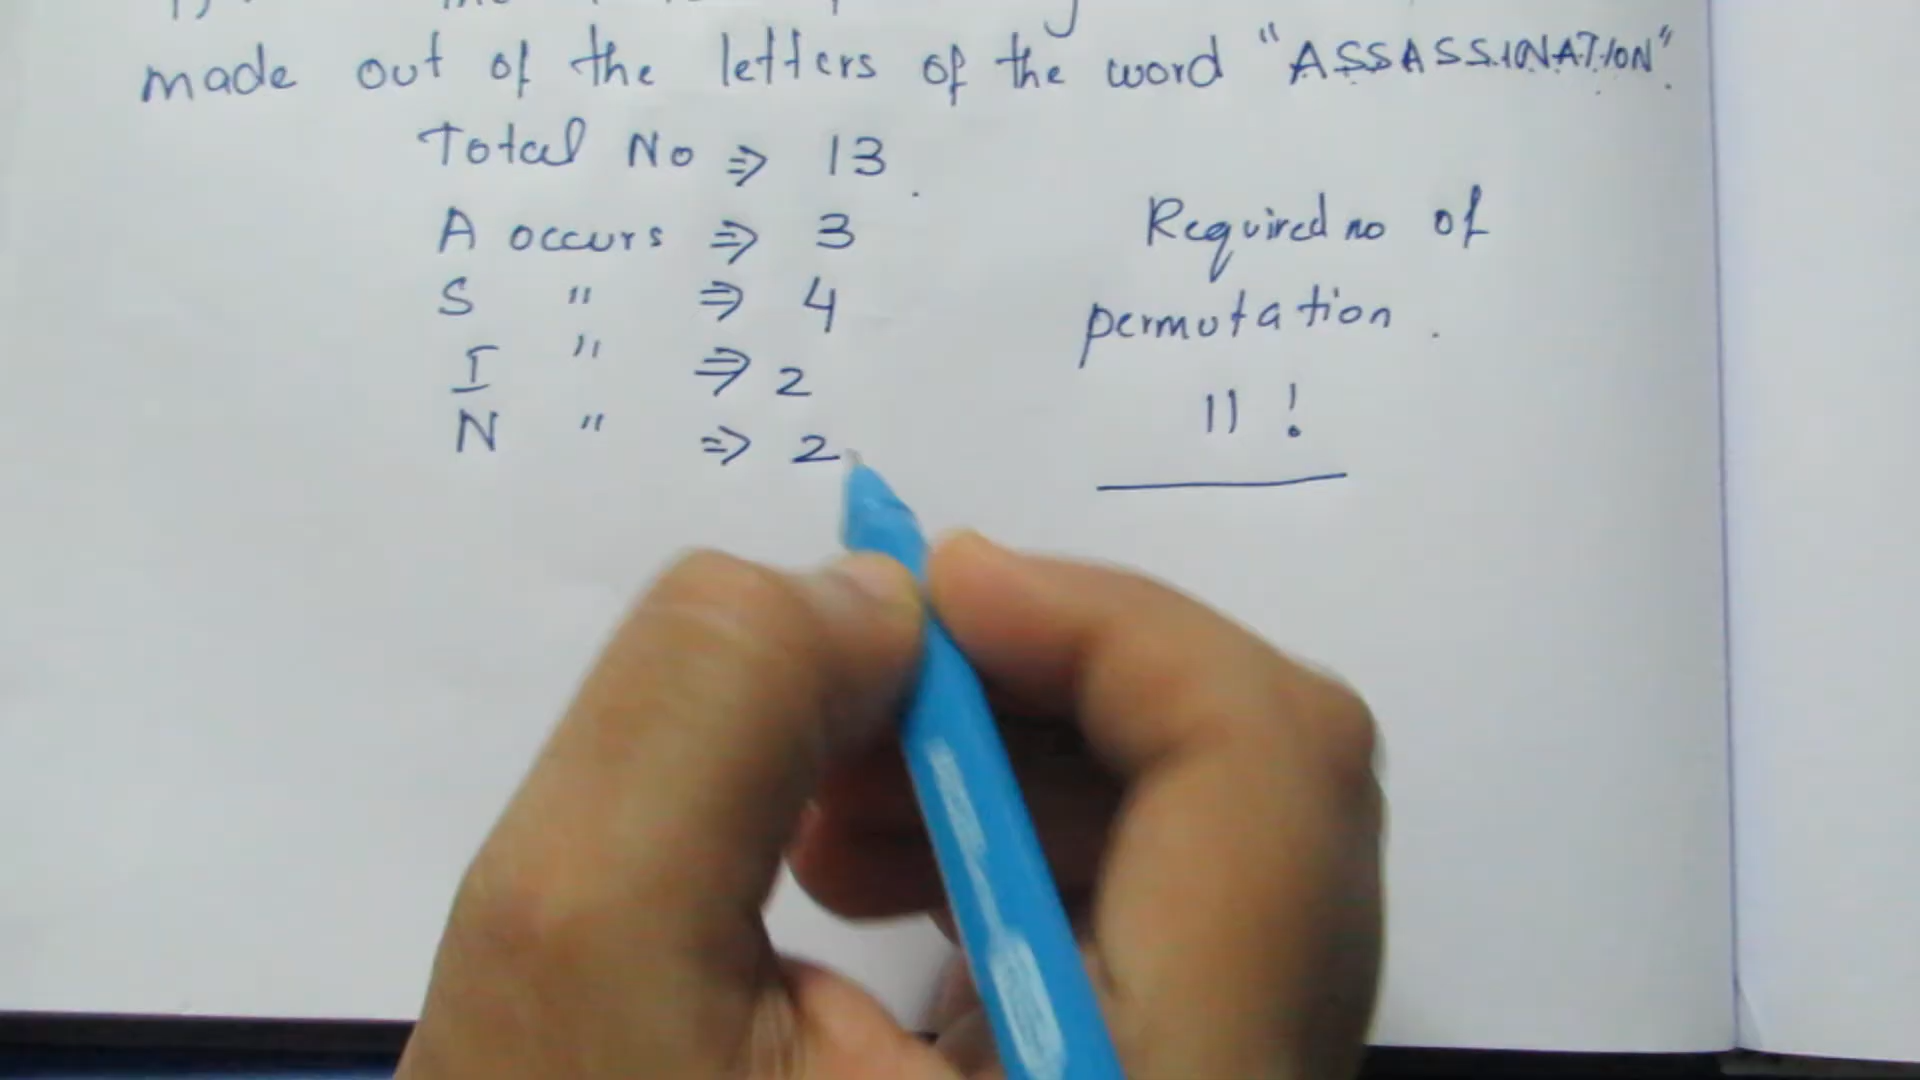 the
made out of the letters of the word "ASSASSINATION"
Total No ⇒ 13
A occurs ⇒ 3
S " ⇒ 4
I " ⇒ 2
N " ⇒ 2
Required no of
permutation
11 !